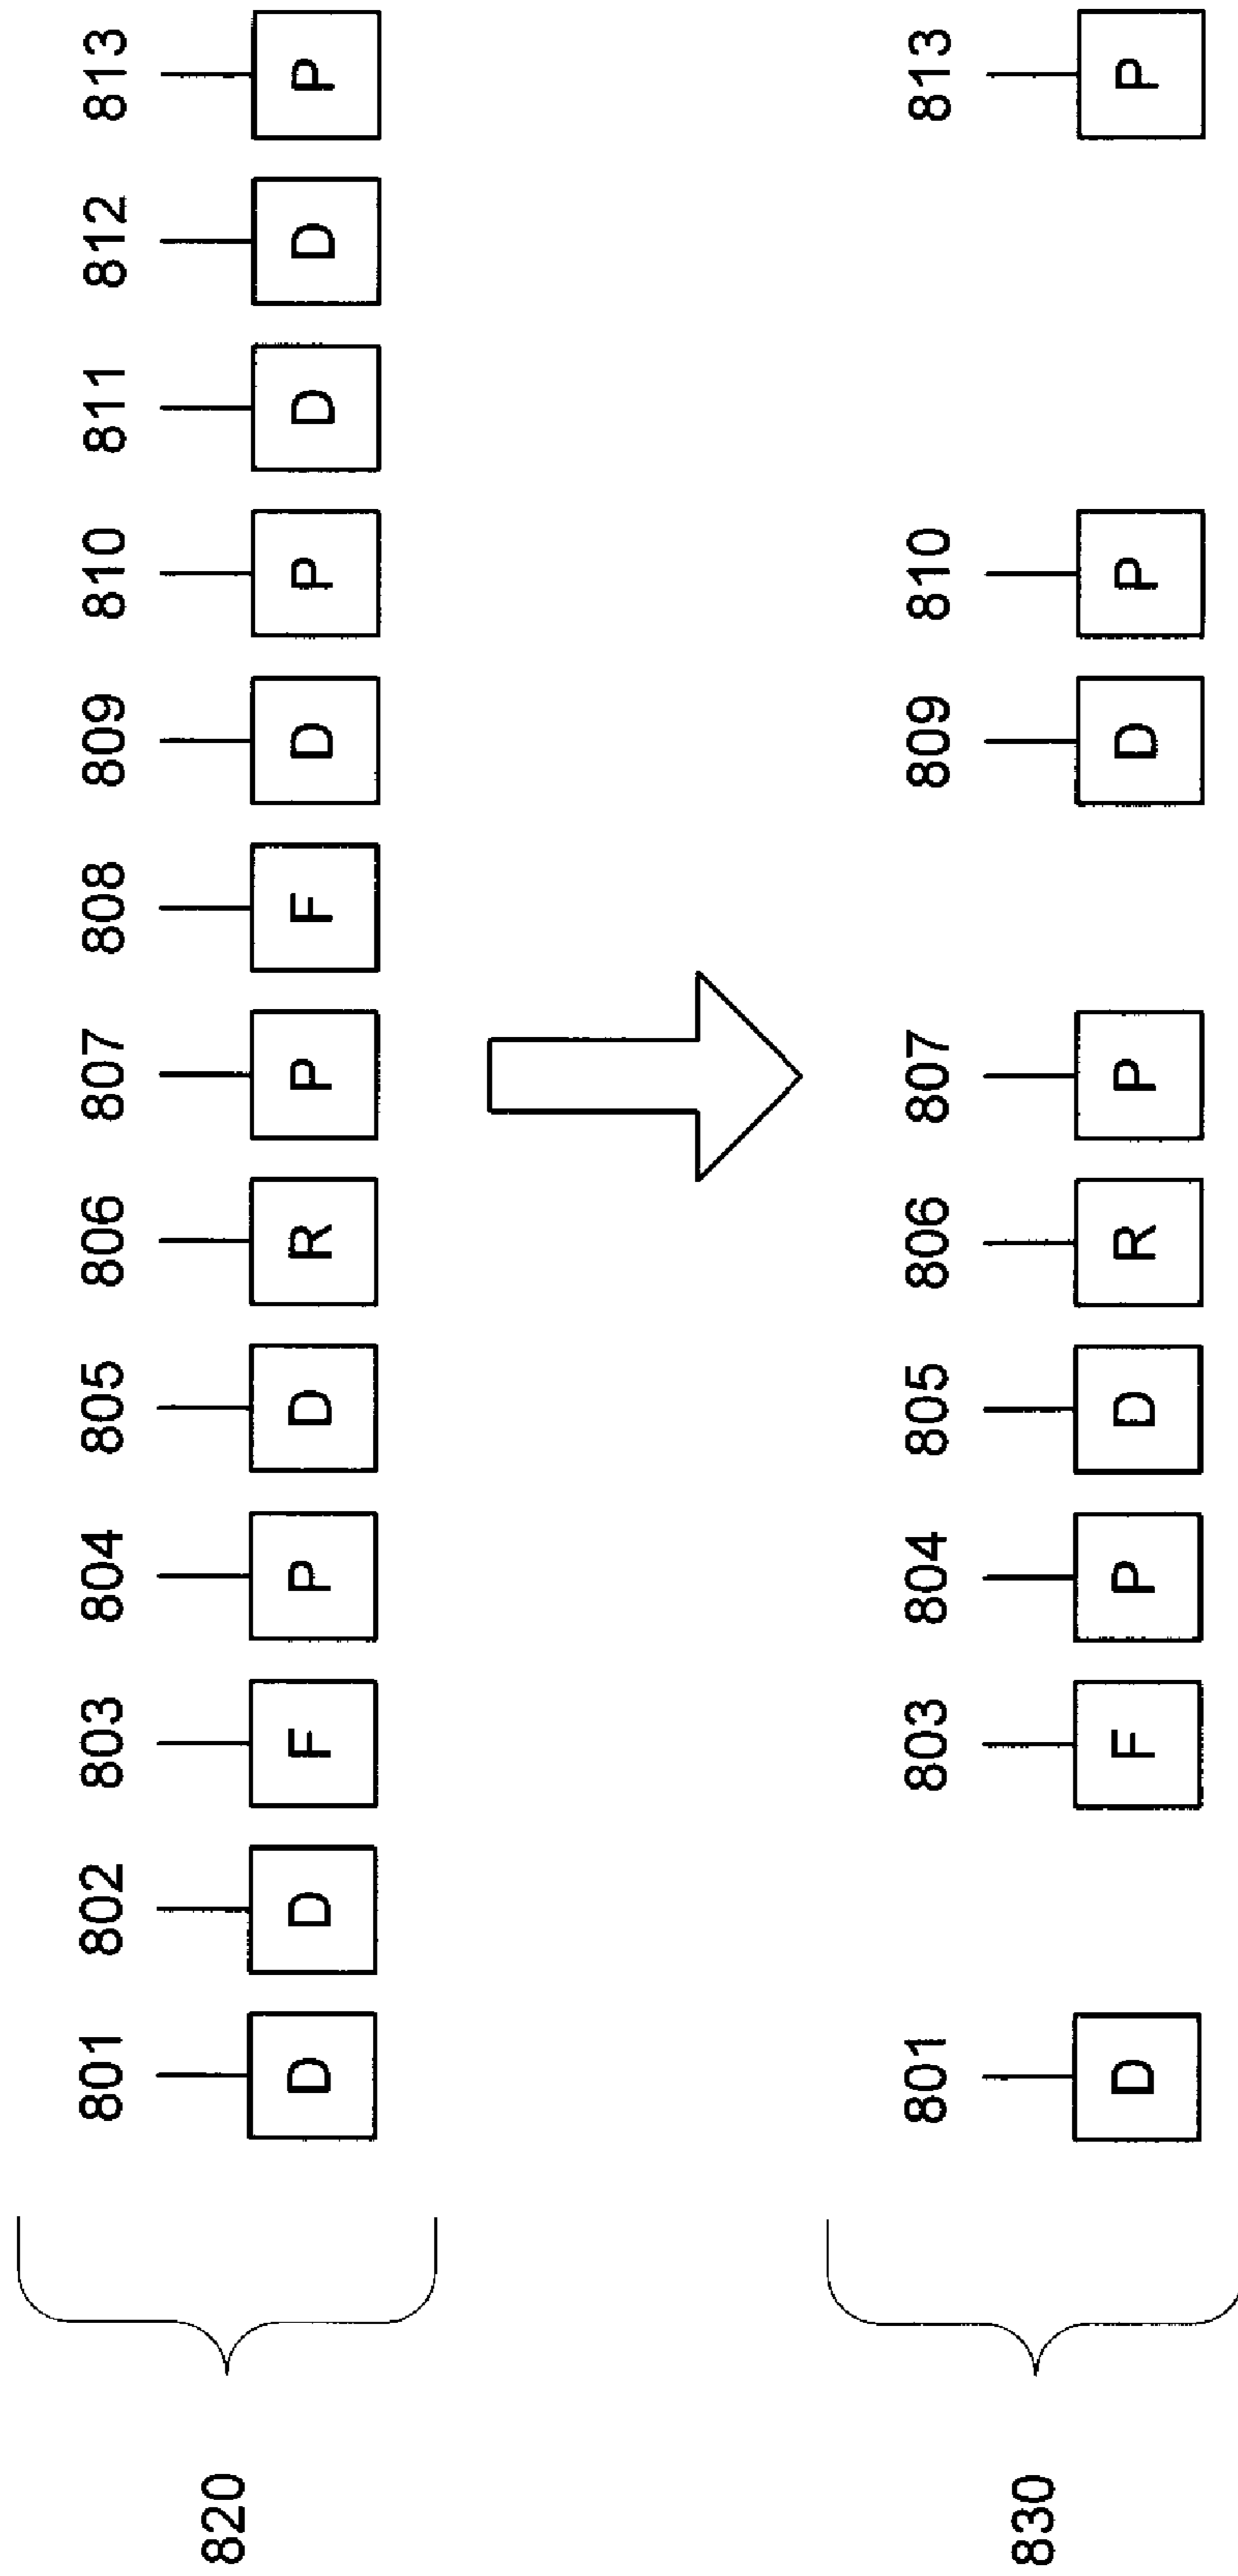 801 802 803 804 805 806 807 808 809 810 811 812 813
D D F P D R P F D P D D P
820
801 803 804 805 806 807 809 810 813
D F P D R P D P P
830